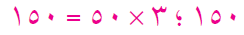 ١٥٠ = ٥٠ × ٣ ؛ ١٥٠